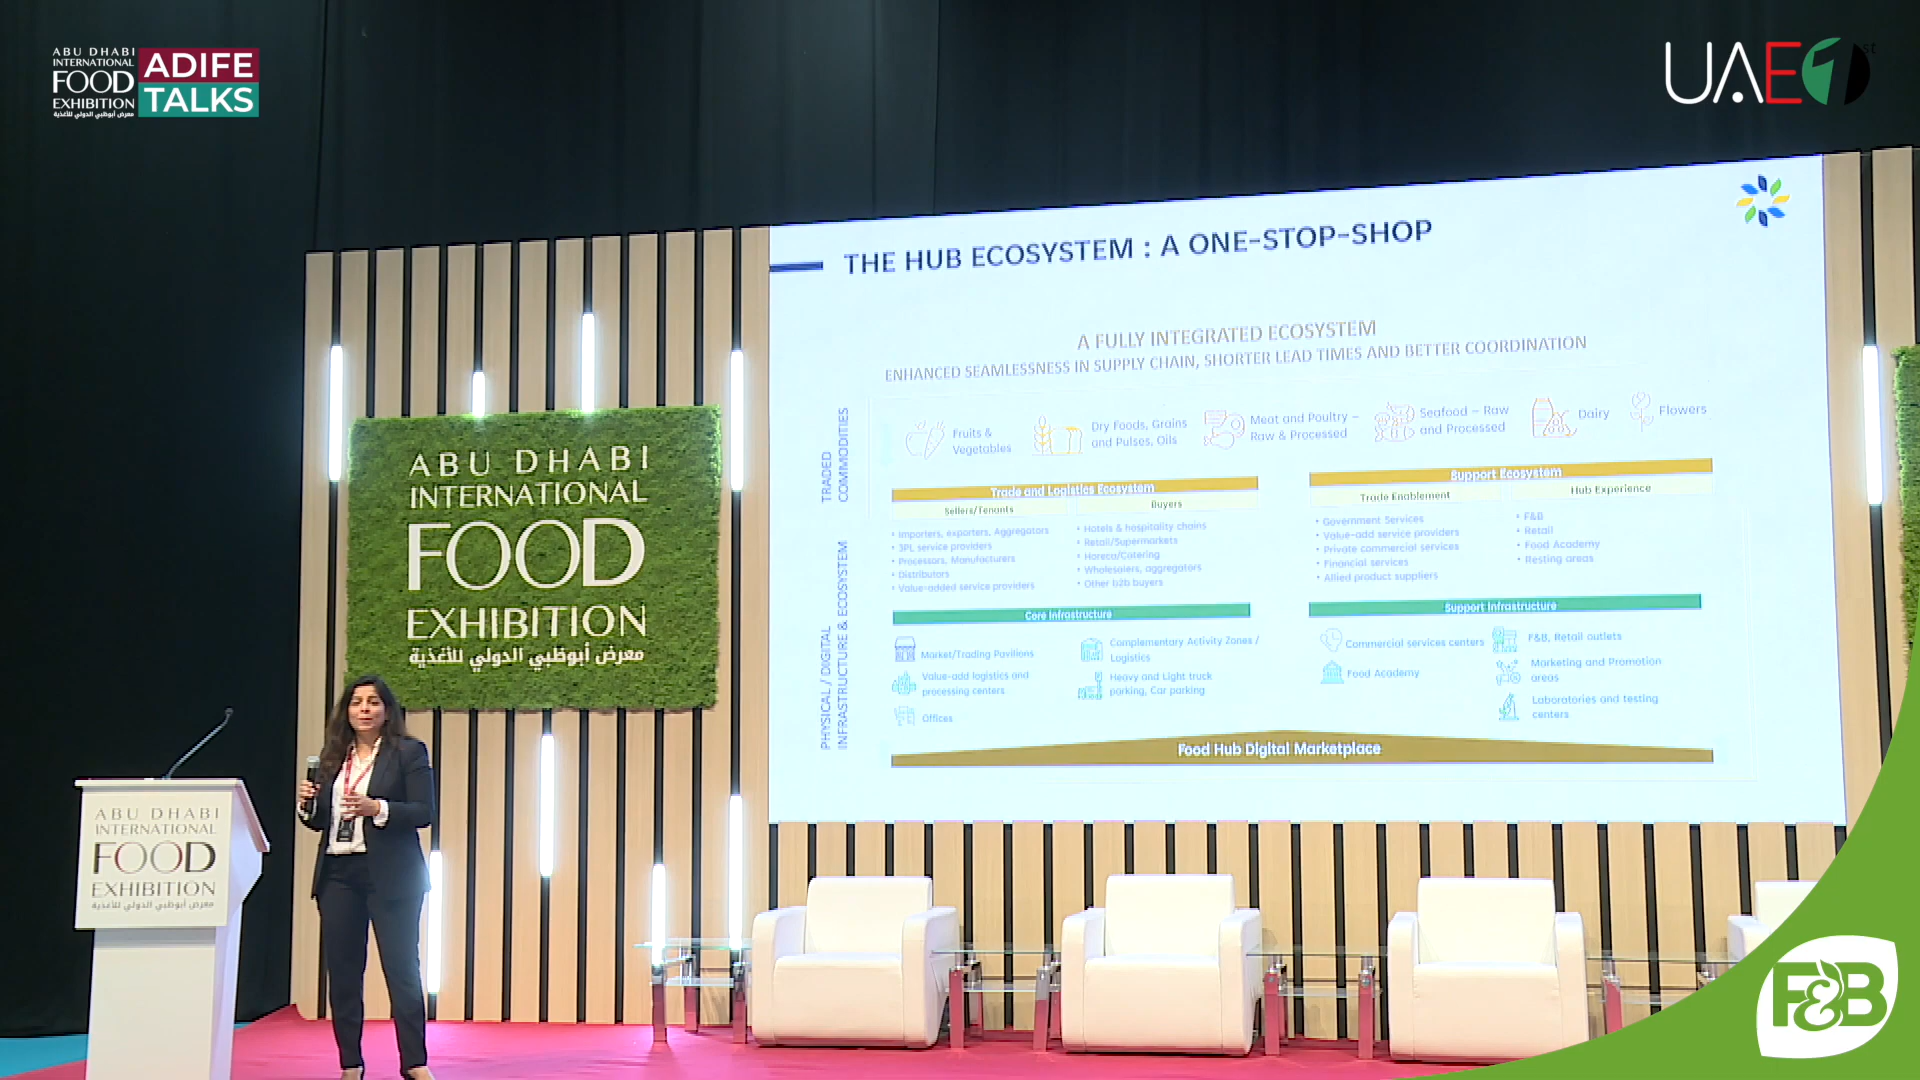 ABU DHABI
INTERNATIONAL
FOOD
EXHIBITION
معرض أبوظبي الدولي للأغذية
ADIFE
TALKS
UAE1st
THE HUB ECOSYSTEM : A ONE-STOP-SHOP
A FULLY INTEGRATED ECOSYSTEM
ENHANCED SEAMLESSNESS IN SUPPLY CHAIN, SHORTER LEAD TIMES AND BETTER COORDINATION
TRADED
COMMODITIES
Fruits &
Vegetables
Dry Foods, Grains
and Pulses, Oils
Meat and Poultry –
Raw & Processed
Seafood – Raw
and Processed
Dairy
Flowers
PHYSICAL / DIGITAL
INFRASTRUCTURE & ECOSYSTEM
Trade and Logistics Ecosystem
Sellers/Tenants
• Importers, exporters, Aggregators
• 3PL service providers
• Processors, Manufacturers
• Distributors
• Value-added service providers
Buyers
• Hotels & hospitality chains
• Retail/Supermarkets
• Horeca/Catering
• Wholesalers, aggregators
• Other b2b buyers
Support Ecosystem
Trade Enablement
• Government Services
• Value-add service providers
• Private commercial services
• Financial services
• Allied product suppliers
Hub Experience
• F&B
• Retail
• Food Academy
• Resting areas
Core Infrastructure
Market/Trading Pavilions
Value-add logistics and
processing centers
Offices
Complementary Activity Zones /
Logistics
Heavy and Light truck
parking, Car parking
Support Infrastructure
Commercial services centers
Food Academy
F&B, Retail outlets
Marketing and Promotion
areas
Laboratories and testing
centers
Food Hub Digital Marketplace
ABU DHABI
INTERNATIONAL
FOOD
EXHIBITION
معرض أبوظبي الدولي للأغذية
ABU DHABI
INTERNATIONAL
FOOD
EXHIBITION
معرض أبوظبي الدولي للأغذية
F&B